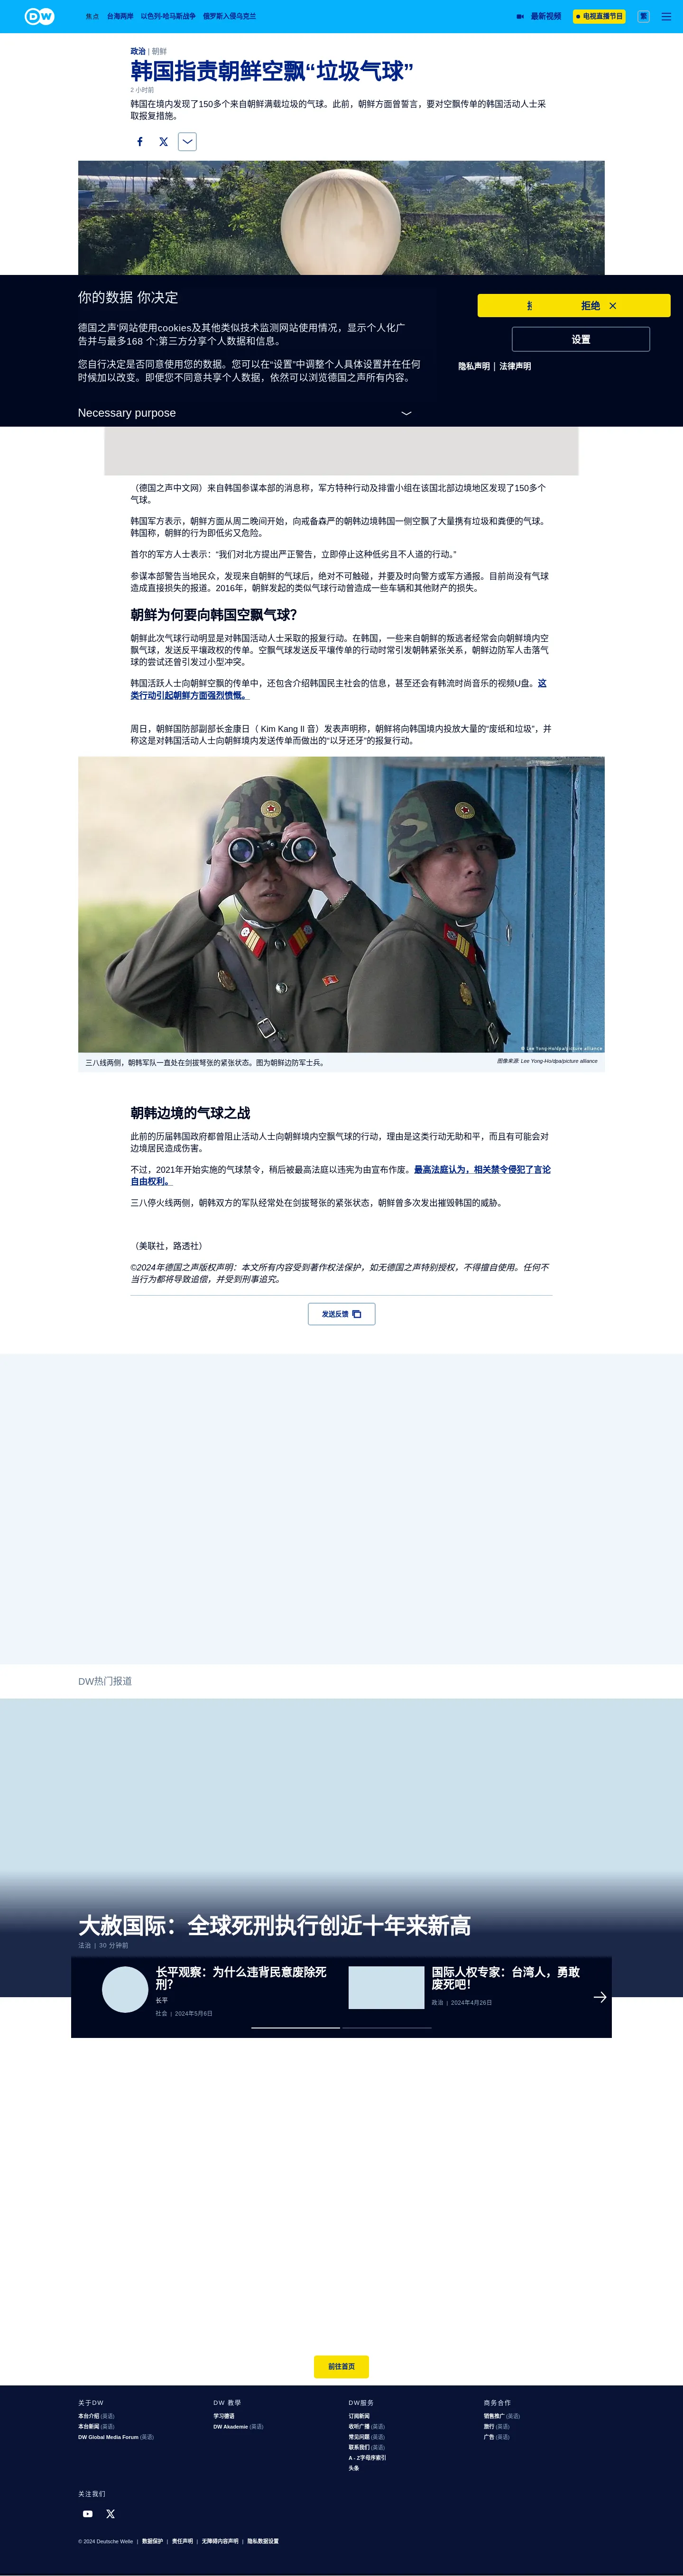 DW
焦点 台海两岸 以色列-哈马斯战争 俄罗斯入侵乌克兰 最新视频 电视直播节目 繁
政治 | 朝鲜
韩国指责朝鲜空飘“垃圾气球”
2 小时前
韩国在境内发现了150多个来自朝鲜满载垃圾的气球。此前，朝鲜方面曾誓言，要对空飘传单的韩国活动人士采
取报复措施。
你的数据 你决定
德国之声'网站使用cookies及其他类似技术监测网站使用情况，显示个人化广
告并与最多168 个;第三方分享个人数据和信息。
您自行决定是否同意使用您的数据。您可以在“设置”中调整个人具体设置并在任何
时候加以改变。即便您不同意共享个人数据，依然可以浏览德国之声所有内容。
Necessary purpose
拒绝
设置
隐私声明 | 法律声明
（德国之声中文网）来自韩国参谋本部的消息称，军方特种行动及排雷小组在该国北部边境地区发现了150多个
气球。
韩国军方表示，朝鲜方面从周二晚间开始，向戒备森严的朝韩边境韩国一侧空飘了大量携有垃圾和粪便的气球。
韩国称，朝鲜的行为即低劣又危险。
首尔的军方人士表示：“我们对北方提出严正警告，立即停止这种低劣且不人道的行动。”
参谋本部警告当地民众，发现来自朝鲜的气球后，绝对不可触碰，并要及时向警方或军方通报。目前尚没有气球
造成直接损失的报道。2016年，朝鲜发起的类似气球行动曾造成一些车辆和其他财产的损失。
朝鲜为何要向韩国空飘气球？
朝鲜此次气球行动明显是对韩国活动人士采取的报复行动。在韩国，一些来自朝鲜的叛逃者经常会向朝鲜境内空
飘气球，发送反平壤政权的传单。空飘气球发送反平壤传单的行动时常引发朝韩紧张关系，朝鲜边防军人击落气
球的尝试还曾引发过小型冲突。
韩国活跃人士向朝鲜空飘的传单中，还包含介绍韩国民主社会的信息，甚至还会有韩流时尚音乐的视频U盘。这
类行动引起朝鲜方面强烈愤慨。
周日，朝鲜国防部副部长金康日（ Kim Kang Il 音）发表声明称，朝鲜将向韩国境内投放大量的“废纸和垃圾”，并
称这是对韩国活动人士向朝鲜境内发送传单而做出的“以牙还牙”的报复行动。
© Lee Yong-Ho/dpa/picture alliance
三八线两侧，朝韩军队一直处在剑拔弩张的紧张状态。图为朝鲜边防军士兵。
图像来源: Lee Yong-Ho/dpa/picture alliance
朝韩边境的气球之战
此前的历届韩国政府都曾阻止活动人士向朝鲜境内空飘气球的行动，理由是这类行动无助和平，而且有可能会对
边境居民造成伤害。
不过，2021年开始实施的气球禁令，稍后被最高法庭以违宪为由宣布作废。最高法庭认为，相关禁令侵犯了言论
自由权利。
三八停火线两侧，朝韩双方的军队经常处在剑拔弩张的紧张状态，朝鲜曾多次发出摧毁韩国的威胁。
（美联社，路透社）
©2024年德国之声版权声明：本文所有内容受到著作权法保护，如无德国之声特别授权，不得擅自使用。任何不
当行为都将导致追偿，并受到刑事追究。
发送反馈
DW热门报道
大赦国际：全球死刑执行创近十年来新高
法治 | 30 分钟前
长平观察：为什么违背民意废除死
刑？
长平
社会 | 2024年5月6日
国际人权专家：台湾人，勇敢
废死吧！
政治 | 2024年4月26日
前往首页
关于DW
本台介绍 (英语)
本台新闻 (英语)
DW Global Media Forum (英语)
DW 教學
学习德语
DW Akademie (英语)
DW服务
订阅新闻
收听广播 (英语)
常见问题 (英语)
联系我们 (英语)
A - Z字母序索引
头条
商务合作
销售推广 (英语)
旅行 (英语)
广告 (英语)
关注我们
© 2024 Deutsche Welle | 数据保护 | 责任声明 | 无障碍内容声明 | 隐私数据设置